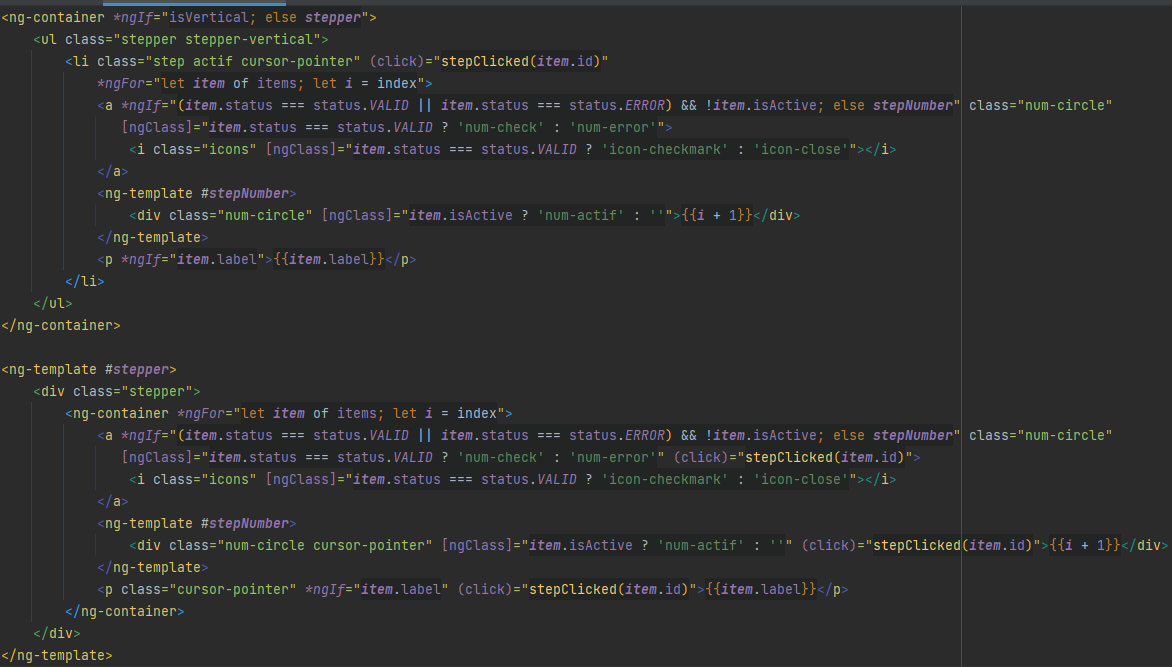 <ng-container *ngIf="isVertical; else stepper">
<ul class="stepper stepper-vertical">
<li class="step actif cursor-pointer" (click)="stepClicked(item.id)"
*ngFor="let item of items; let i = index">
<a *ngIf="(item.status === status.VALID || item.status === status.ERROR) && !item.isActive; else stepNumber" class="num-circle"
[ngClass]="item.status === status.VALID ? 'num-check' : 'num-error'">
<i class="icons" [ngClass]="item.status === status.VALID ? 'icon-checkmark' : 'icon-close'"></i>
</a>
<ng-template #stepNumber>
<div class="num-circle" [ngClass]="item.isActive ? 'num-actif' : ''">{{i + 1}}</div>
</ng-template>
<p *ngIf="item.label">{{item.label}}</p>
</li>
</ul>
</ng-container>
<ng-template #stepper>
<div class="stepper">
<ng-container *ngFor="let item of items; let i = index">
<a *ngIf="(item.status === status.VALID || item.status === status.ERROR) && !item.isActive; else stepNumber" class="num-circle"
[ngClass]="item.status === status.VALID ? 'num-check' : 'num-error'" (click)="stepClicked(item.id)">
<i class="icons" [ngClass]="item.status === status.VALID ? 'icon-checkmark' : 'icon-close'"></i>
</a>
<ng-template #stepNumber>
<div class="num-circle cursor-pointer" [ngClass]="item.isActive ? 'num-actif' : ''" (click)="stepClicked(item.id)">{{i + 1}}</div>
</ng-template>
<p class="cursor-pointer" *ngIf="item.label" (click)="stepClicked(item.id)">{{item.label}}</p>
</ng-container>
</div>
</ng-template>